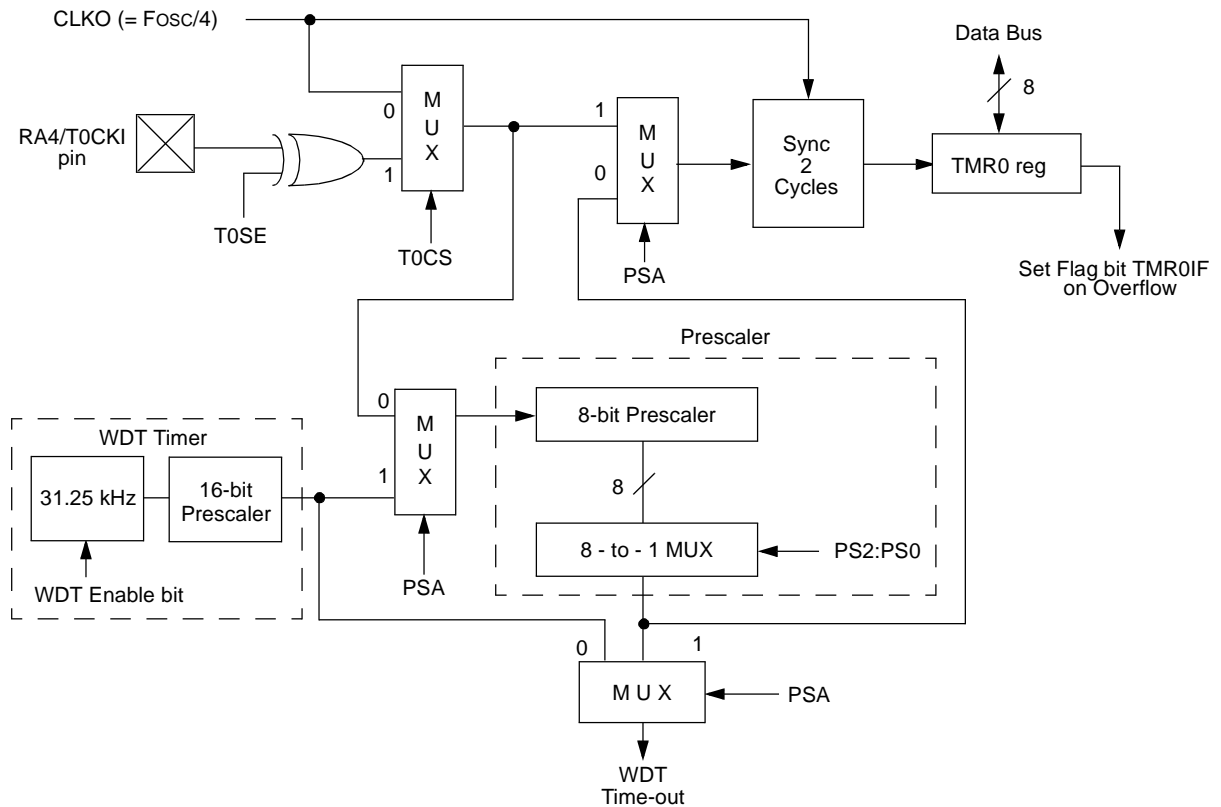 CLKO (= FOSC/4)
Data Bus
8
RA4/T0CKI
pin
0
1
M
U
X
T0SE
T0CS
1
0
M
U
X
PSA
Sync
2
Cycles
TMR0 reg
Set Flag bit TMR0IF
on Overflow
Prescaler
0
1
M
U
X
PSA
8-bit Prescaler
8
8 - to - 1 MUX
PS2:PS0
WDT Timer
31.25 kHz
16-bit
Prescaler
WDT Enable bit
0
1
M U X
PSA
WDT
Time-out